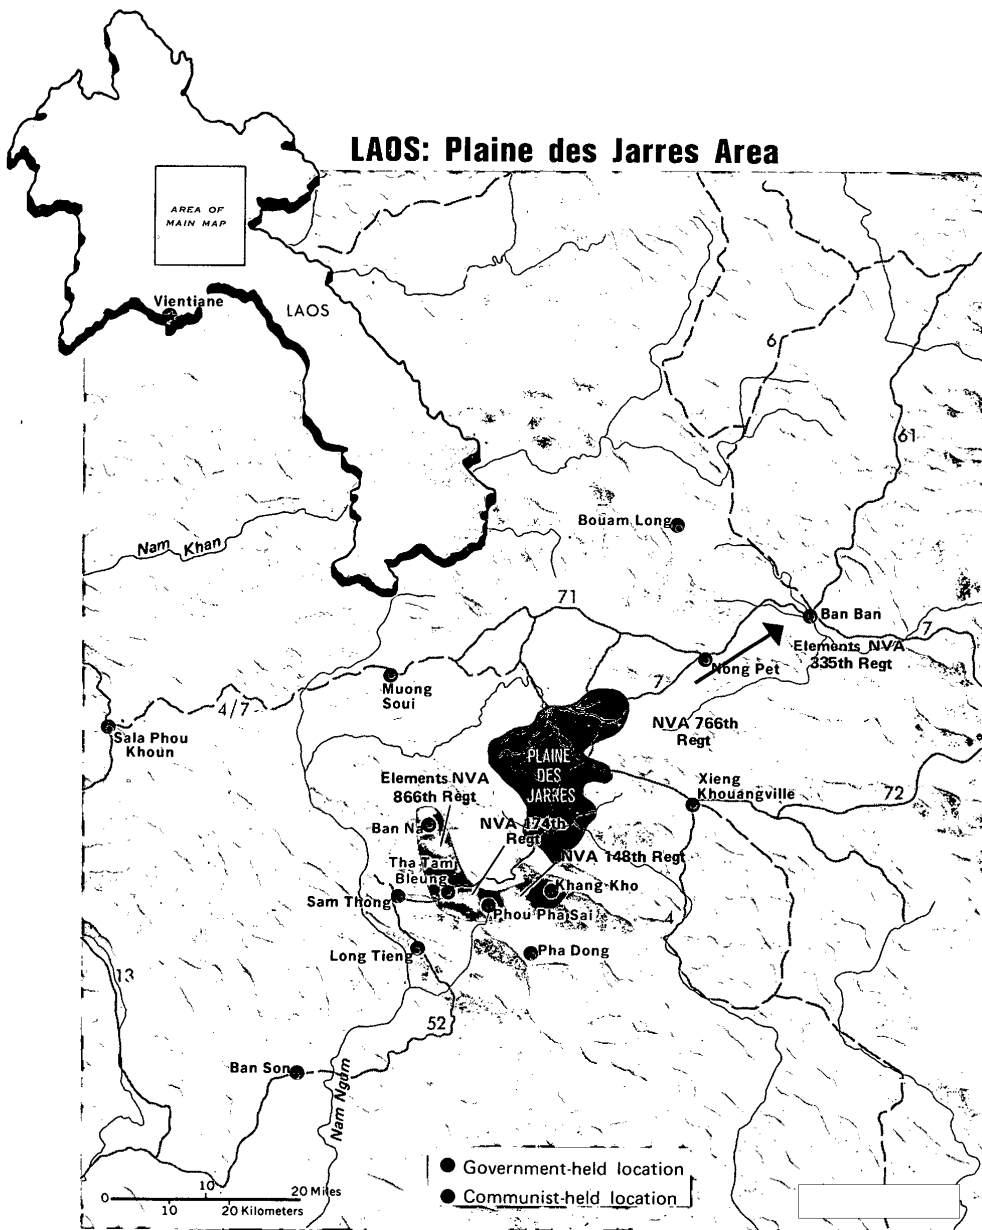 LAOS: Plaine des Jarres Area
AREA OF
MAIN MAP
Vientiane
LAOS
6
61
Bouam Long
Nam Khan
71
Ban Ban
7
Elements NVA
335th Regt
Nong Pet
7
Muong
Soui
4/7
Sala Phou
Khoun
NVA 766th
Regt
PLAINE
DES
JARRES
Xieng
Khouangville
72
Elements NVA
866th Regt
Ban Na
NVA 174th
Regt
NVA 148th Regt
Tha Tam
Bleung
Khang Kho
Sam Thong
Phou Pha Sai
4
Long Tieng
Pha Dong
13
52
Ban Son
Nam Ngum
Government-held location
Communist-held location
0 10 20 Miles
10 20 Kilometers